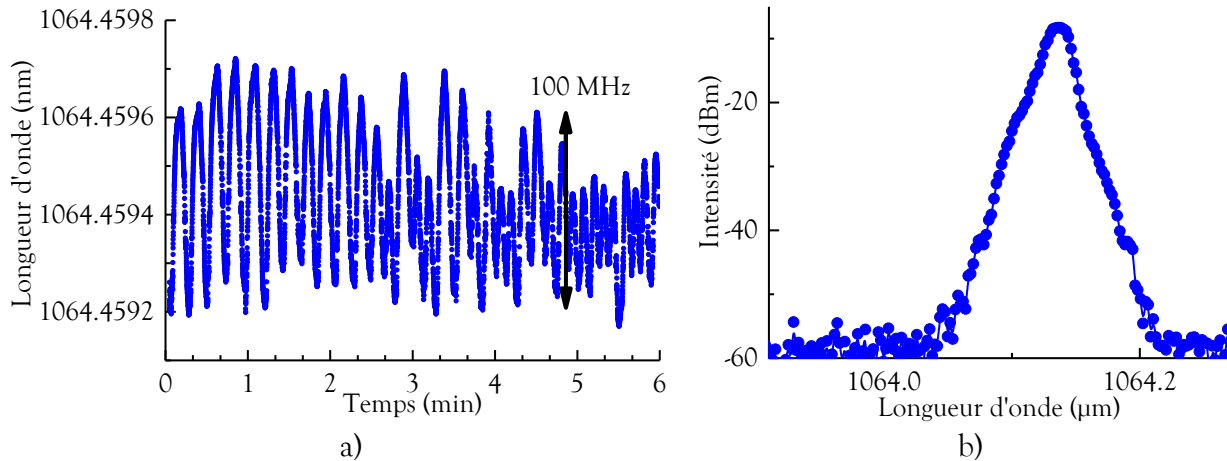 1064.4598
1064.4596
1064.4594
1064.4592
Longueur d'onde (nm)
100 MHz
0 1 2 3 4 5 6
Temps (min)
a)
-20
-40
-60
Intensité (dBm)
1064.0 1064.2
Longueur d'onde (µm)
b)